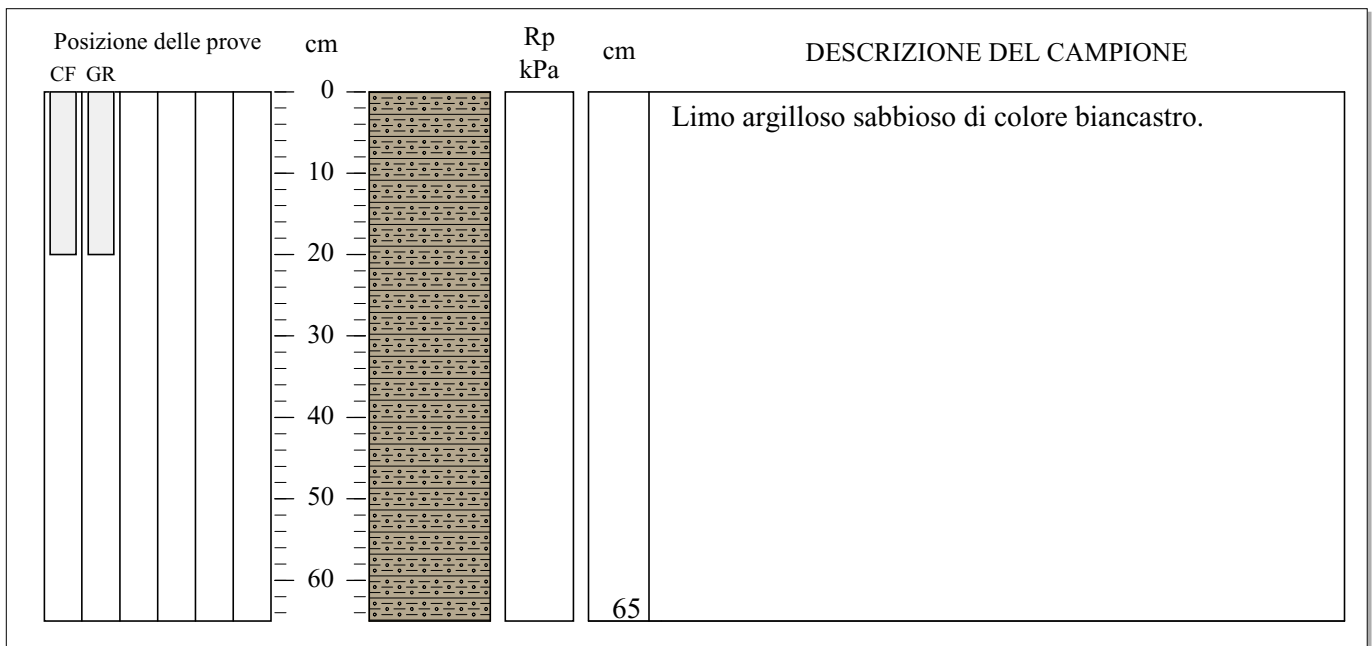 Posizione delle prove
CF GR
cm
Rp
kPa
cm
DESCRIZIONE DEL CAMPIONE
0
10
20
30
40
50
60
65
Limo argilloso sabbioso di colore biancastro.